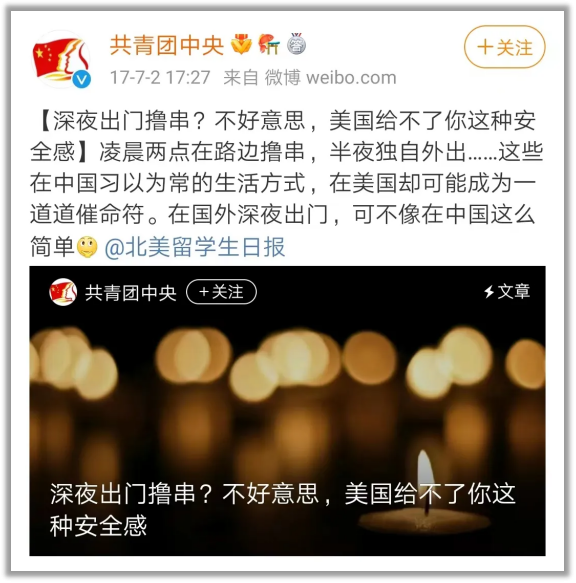 共青团中央
+关注
17-7-2 17:27 来自 微博 weibo.com
【深夜出门撸串？不好意思，美国给不了你这种安
全感】凌晨两点在路边撸串，半夜独自外出......这些
在中国习以为常的生活方式，在美国却可能成为一
道道催命符。在国外深夜出门，可不像在中国这么
简单 @北美留学生日报
共青团中央
+关注
文章
深夜出门撸串？不好意思，美国给不了你这
种安全感